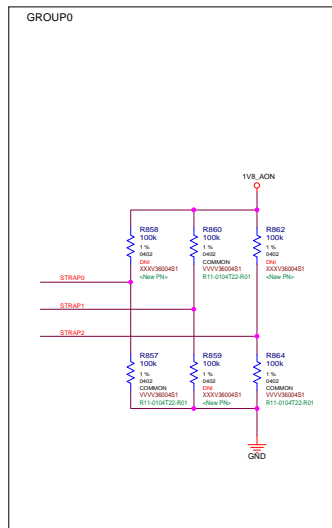 GROUP0
1V8_AON
R858
100k
1 %
0402
DNI
XXXV36004S1
<New PN>
R860
100k
1 %
0402
COMMON
VVVV36004S1
R11-0104T22-R01
R862
100k
1 %
0402
DNI
XXXV36004S1
<New PN>
STRAP0
STRAP1
STRAP2
R857
100k
1 %
0402
COMMON
VVVV36004S1
R11-0104T22-R01
R859
100k
1 %
0402
DNI
XXXV36004S1
<New PN>
R864
100k
1 %
0402
COMMON
VVVV36004S1
R11-0104T22-R01
GND